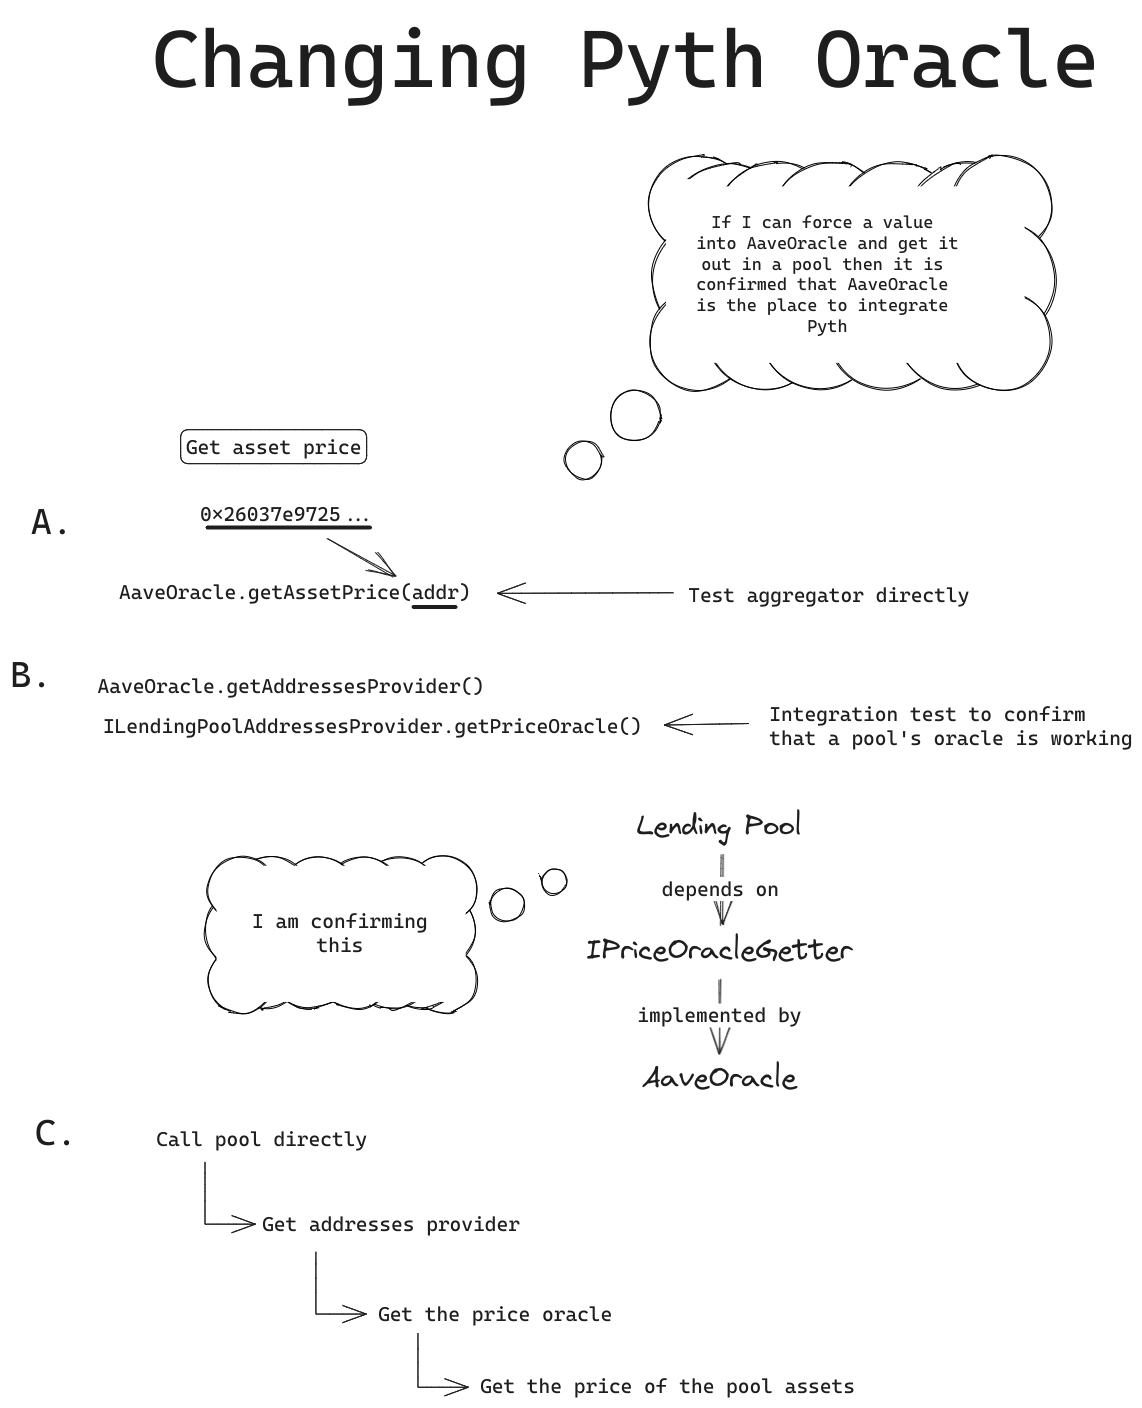 Changing Pyth Oracle
If I can force a value
into AaveOracle and get it
out in a pool then it is
confirmed that AaveOracle
is the place to integrate
Pyth
Get asset price
A.
0×26037e9725...
AaveOracle.getAssetPrice(addr)
Test aggregator directly
B.
AaveOracle.getAddressesProvider()
ILendingPoolAddressesProvider.getPriceOracle()
Integration test to confirm
that a pool's oracle is working
Lending Pool
depends on
I am confirming
this
IPriceOracleGetter
implemented by
AaveOracle
C.
Call pool directly
Get addresses provider
Get the price oracle
Get the price of the pool assets